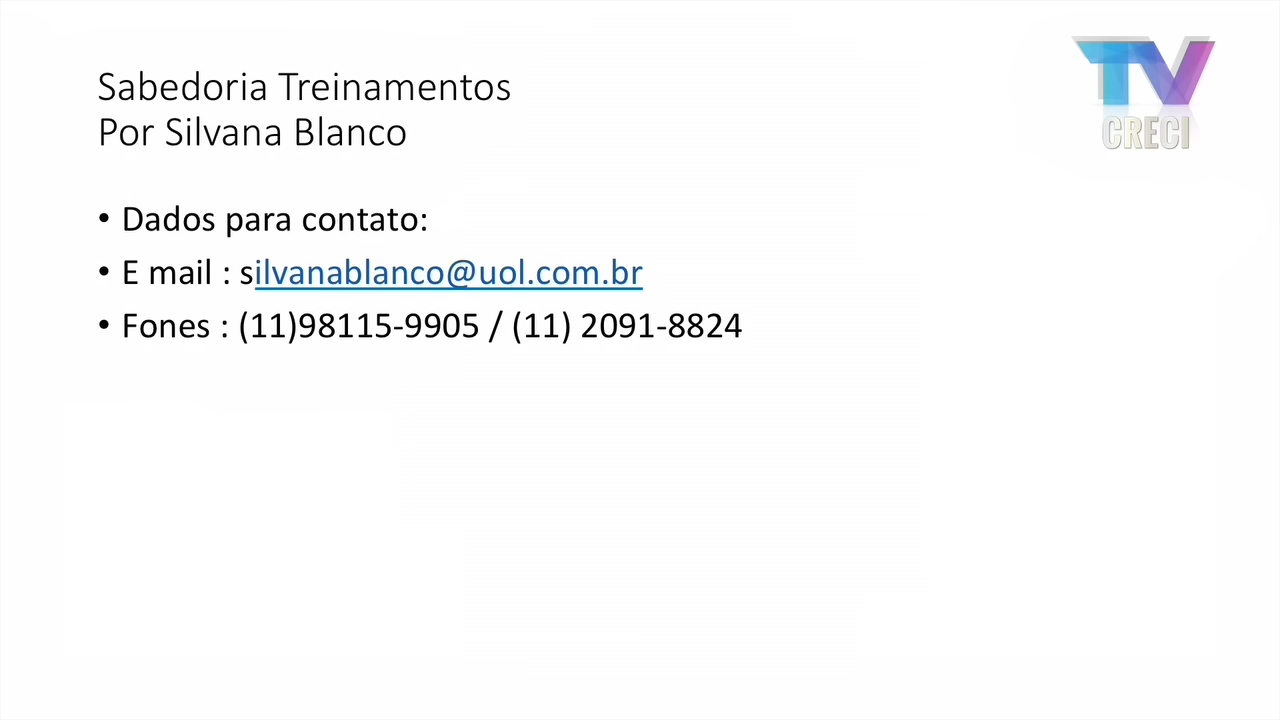 Sabedoria Treinamentos
Por Silvana Blanco
TV
CRECI
• Dados para contato:
• E mail : silvanablanco@uol.com.br
• Fones : (11)98115-9905 / (11) 2091-8824